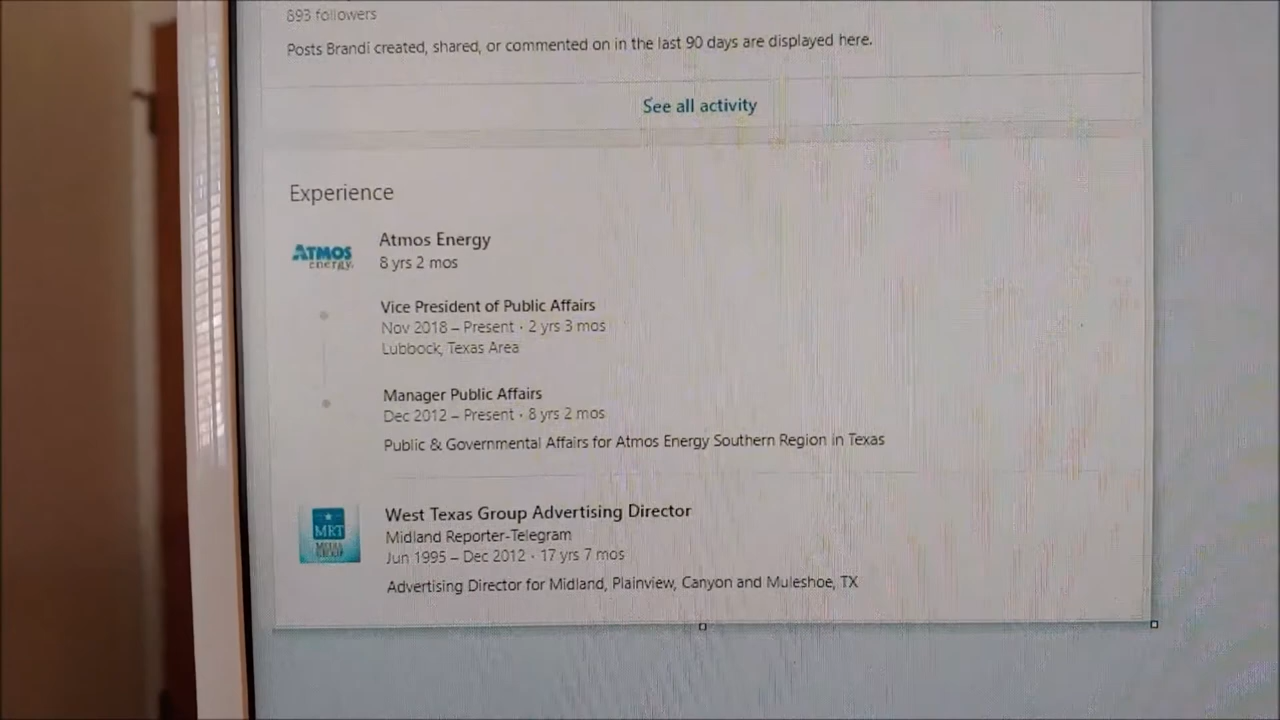 693 followers
Posts Brandi created, shared, or commented on in the last 90 days are displayed here.
See all activity
Experience
ATMOS
energy.
Atmos Energy
8 yrs 2 mos
Vice President of Public Affairs
Nov 2018 – Present · 2 yrs 3 mos
Lubbock, Texas Area
Manager Public Affairs
Dec 2012 – Present · 8 yrs 2 mos
Public & Governmental Affairs for Atmos Energy Southern Region in Texas
MRT
MEDIA
GROUP
West Texas Group Advertising Director
Midland Reporter-Telegram
Jun 1995 – Dec 2012 · 17 yrs 7 mos
Advertising Director for Midland, Plainview, Canyon and Muleshoe, TX